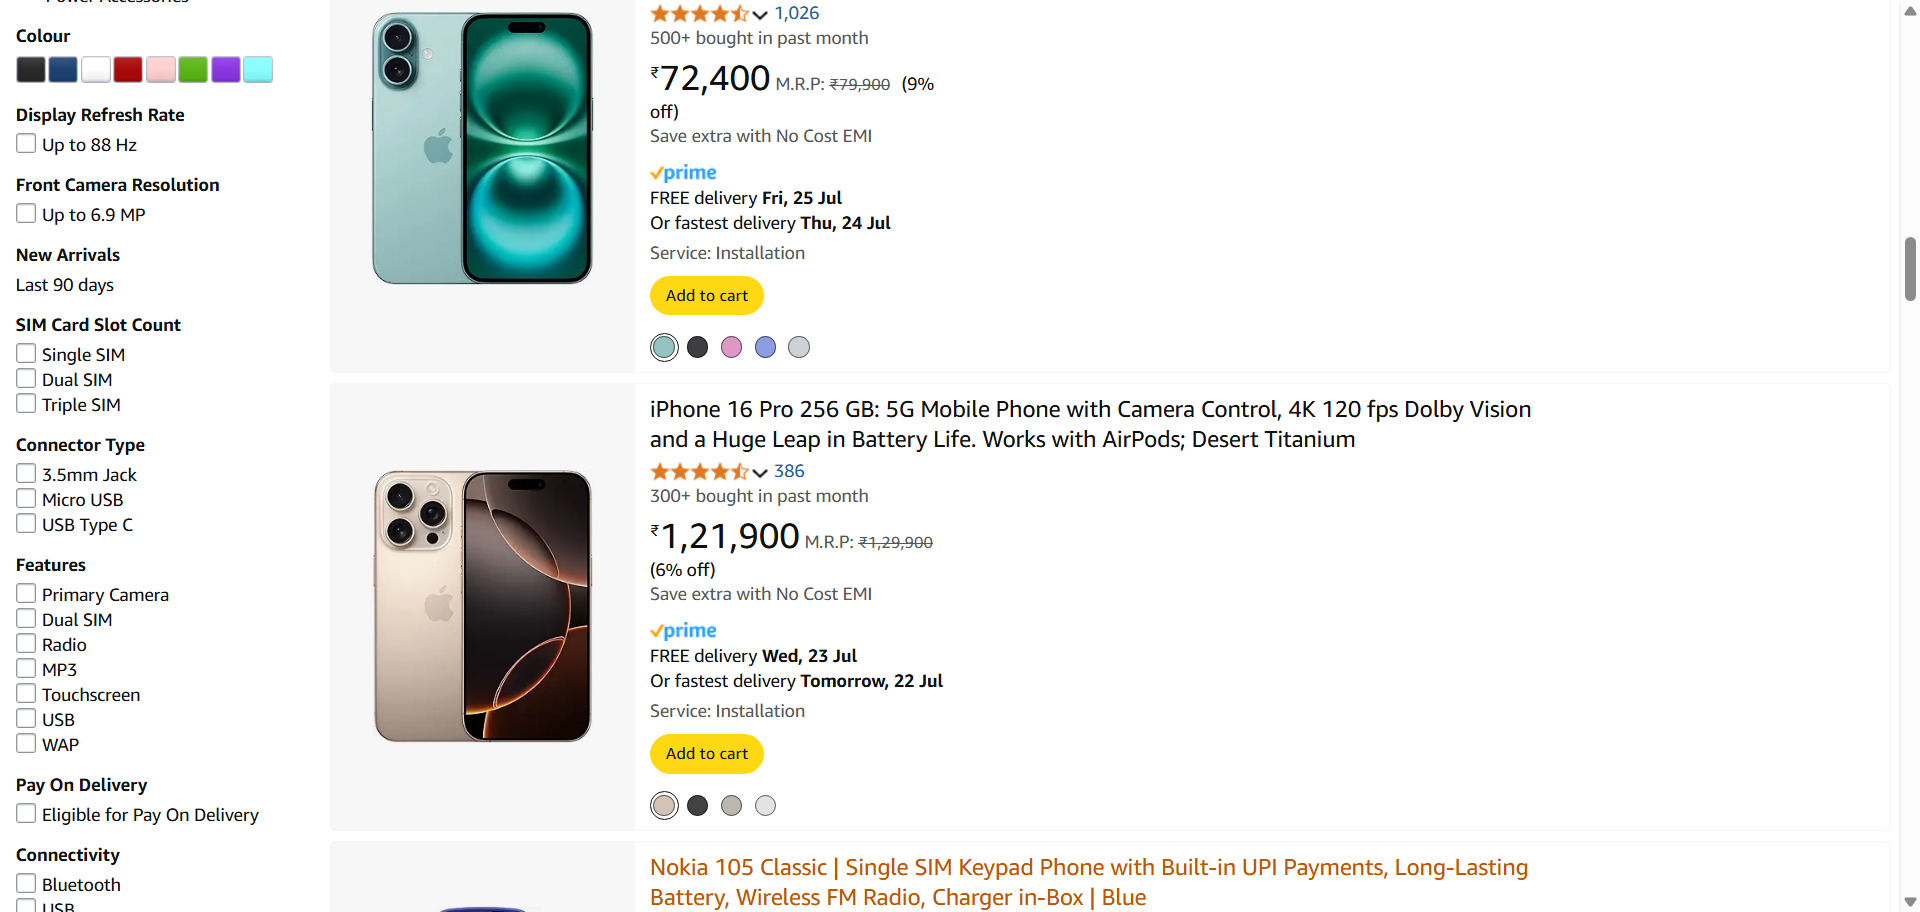 Power Accessories
Colour
Display Refresh Rate
Up to 88 Hz
Front Camera Resolution
Up to 6.9 MP
New Arrivals
Last 90 days
SIM Card Slot Count
Single SIM
Dual SIM
Triple SIM
Connector Type
3.5mm Jack
Micro USB
USB Type C
Features
Primary Camera
Dual SIM
Radio
MP3
Touchscreen
USB
WAP
Pay On Delivery
Eligible for Pay On Delivery
Connectivity
Bluetooth
USB
1,026
500+ bought in past month
₹72,400 M.R.P: ₹79,900 (9%
off)
Save extra with No Cost EMI
prime
FREE delivery Fri, 25 Jul
Or fastest delivery Thu, 24 Jul
Service: Installation
Add to cart
iPhone 16 Pro 256 GB: 5G Mobile Phone with Camera Control, 4K 120 fps Dolby Vision
and a Huge Leap in Battery Life. Works with AirPods; Desert Titanium
386
300+ bought in past month
₹1,21,900 M.R.P: ₹1,29,900
(6% off)
Save extra with No Cost EMI
prime
FREE delivery Wed, 23 Jul
Or fastest delivery Tomorrow, 22 Jul
Service: Installation
Add to cart
Nokia 105 Classic | Single SIM Keypad Phone with Built-in UPI Payments, Long-Lasting
Battery, Wireless FM Radio, Charger in-Box | Blue